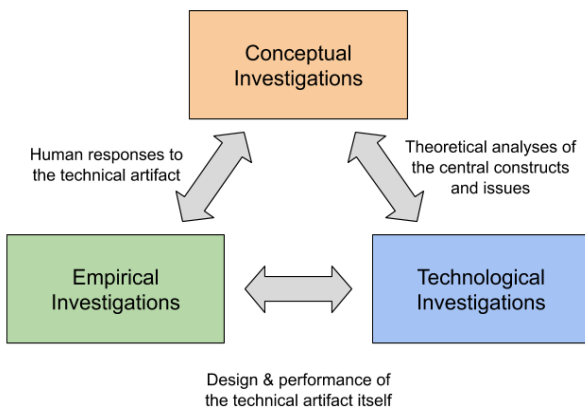 Conceptual
Investigations
Human responses to
the technical artifact
Theoretical analyses of
the central constructs
and issues
Empirical
Investigations
Technological
Investigations
Design & performance of
the technical artifact itself